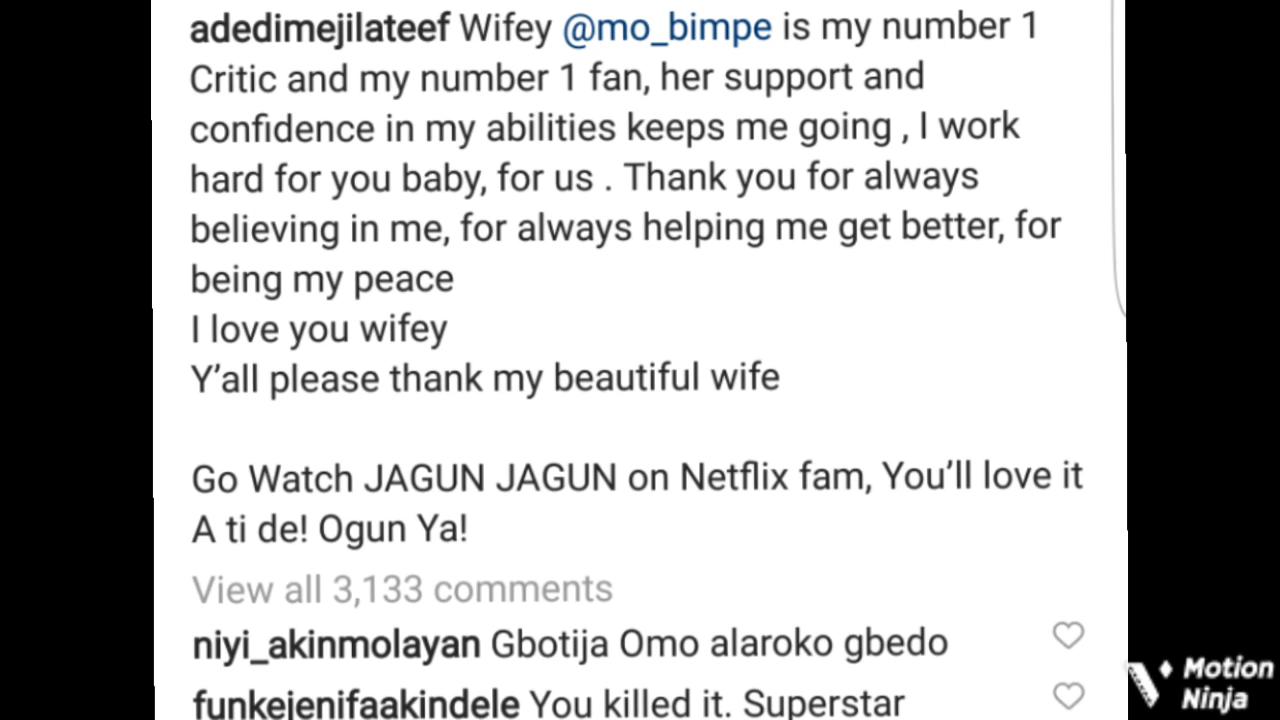 adedimejilateef Wifey @mo_bimpe is my number 1
Critic and my number 1 fan, her support and
confidence in my abilities keeps me going , I work
hard for you baby, for us . Thank you for always
believing in me, for always helping me get better, for
being my peace
I love you wifey
Y’all please thank my beautiful wife
Go Watch JAGUN JAGUN on Netflix fam, You’ll love it
A ti de! Ogun Ya!
View all 3,133 comments
niyi_akinmolayan Gbotija Omo alaroko gbedo
funkejenifaakindele You killed it. Superstar
Motion
Ninja